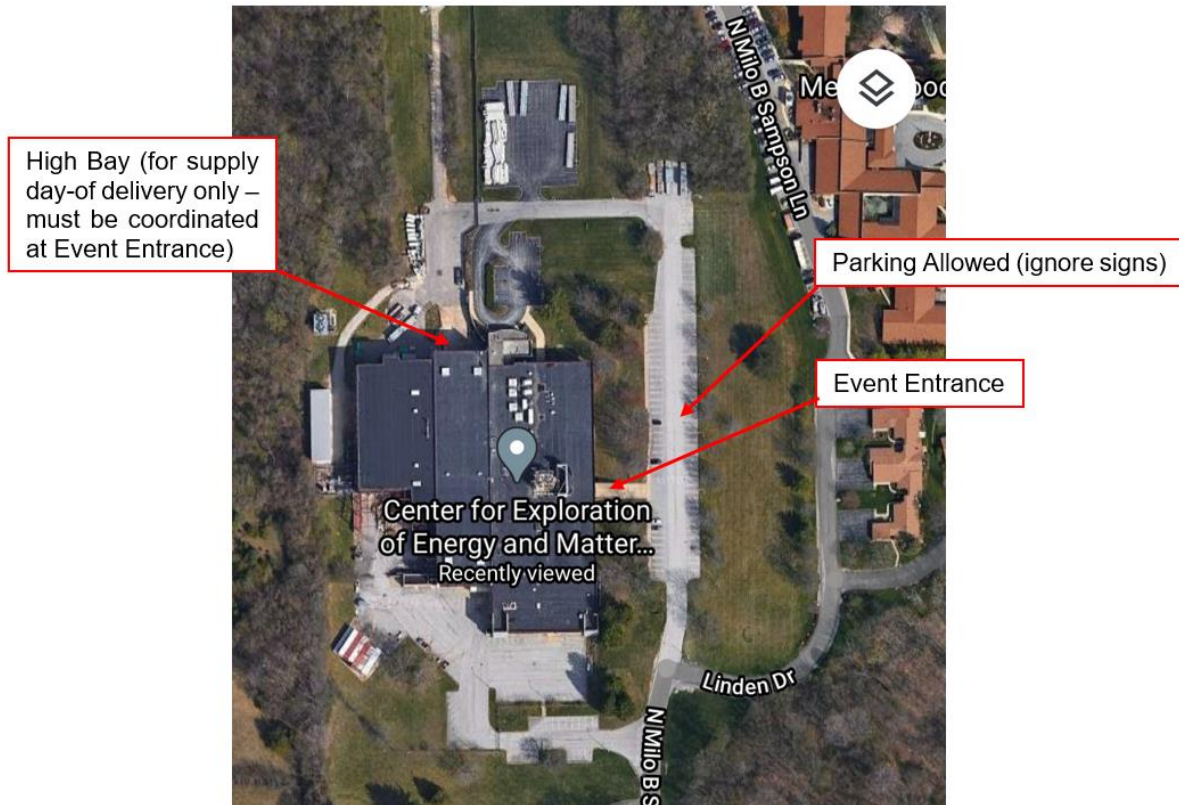 N Milo B Sampson Ln
High Bay (for supply
day-of delivery only –
must be coordinated
at Event Entrance)
Parking Allowed (ignore signs)
Event Entrance
Center for Exploration
of Energy and Matter...
Recently viewed
Linden Dr
N Milo B S